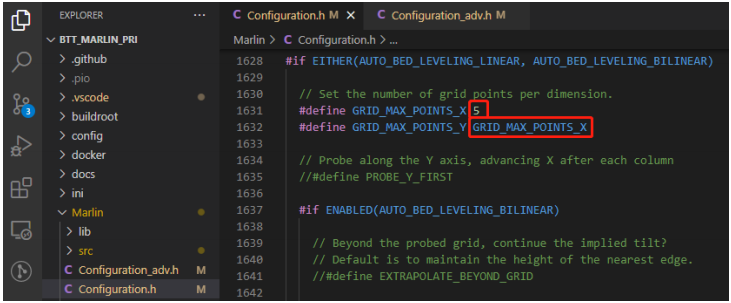 EXPLORER
···
BTT_MARLIN_PRI
.github
.pio
.vscode
buildroot
config
docker
docs
ini
Marlin
lib
src
C Configuration_adv.h M
C Configuration.h M
3
C Configuration.h M X
C Configuration_adv.h M
Marlin > C Configuration.h > ...
1628 #if EITHER(AUTO_BED_LEVELING_LINEAR, AUTO_BED_LEVELING_BILINEAR)
1629
1630 // Set the number of grid points per dimension.
1631 #define GRID_MAX_POINTS_X 5
1632 #define GRID_MAX_POINTS_Y GRID_MAX_POINTS_X
1633
1634 // Probe along the Y axis, advancing X after each column
1635 //#define PROBE_Y_FIRST
1636
1637 #if ENABLED(AUTO_BED_LEVELING_BILINEAR)
1638
1639 // Beyond the probed grid, continue the implied tilt?
1640 // Default is to maintain the height of the nearest edge.
1641 //#define EXTRAPOLATE_BEYOND_GRID
1642